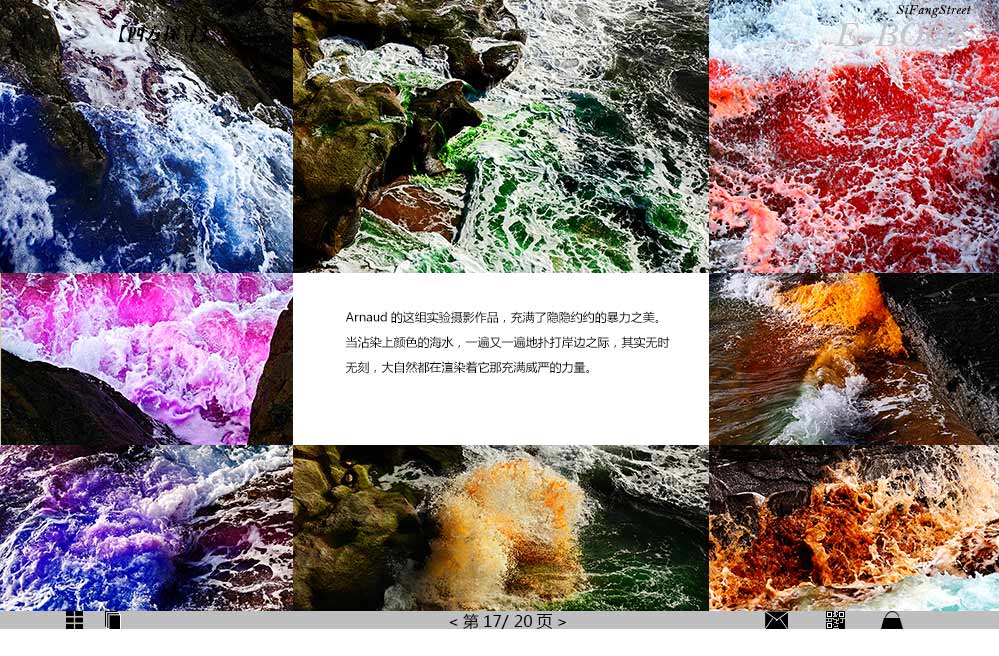 SiFangStreet
E-BOOK
Arnaud 的这组实验摄影作品，充满了隐隐约约的暴力之美。
当沾染上颜色的海水，一遍又一遍地扑打岸边之际，其实无时
无刻，大自然都在渲染着它那充满威严的力量。
< 第 17/ 20 页 >